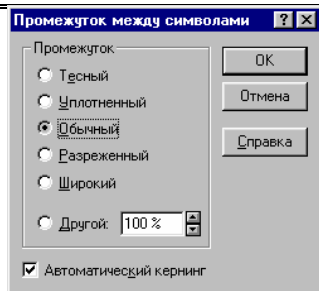 Промежуток между символами
Промежуток
Тесный
Уплотненный
Обычный
Разреженный
Широкий
Другой: 100 %
Автоматический кернинг
OK
Отмена
Справка